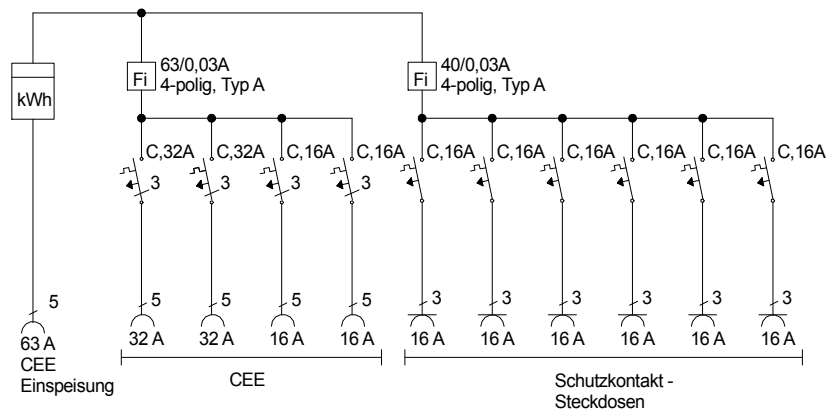 63/0,03A
4-polig, Typ A
Fi
40/0,03A
4-polig, Typ A
Fi
kWh
C,32A C,32A C,16A C,16A C,16A C,16A C,16A C,16A C,16A C,16A
3 3 3 3
5 5 5 5 5 3 3 3 3 3 3
63 A
CEE
Einspeisung
32 A 32 A 16 A 16 A 16 A 16 A 16 A 16 A 16 A 16 A
CEE
Schutzkontakt -
Steckdosen